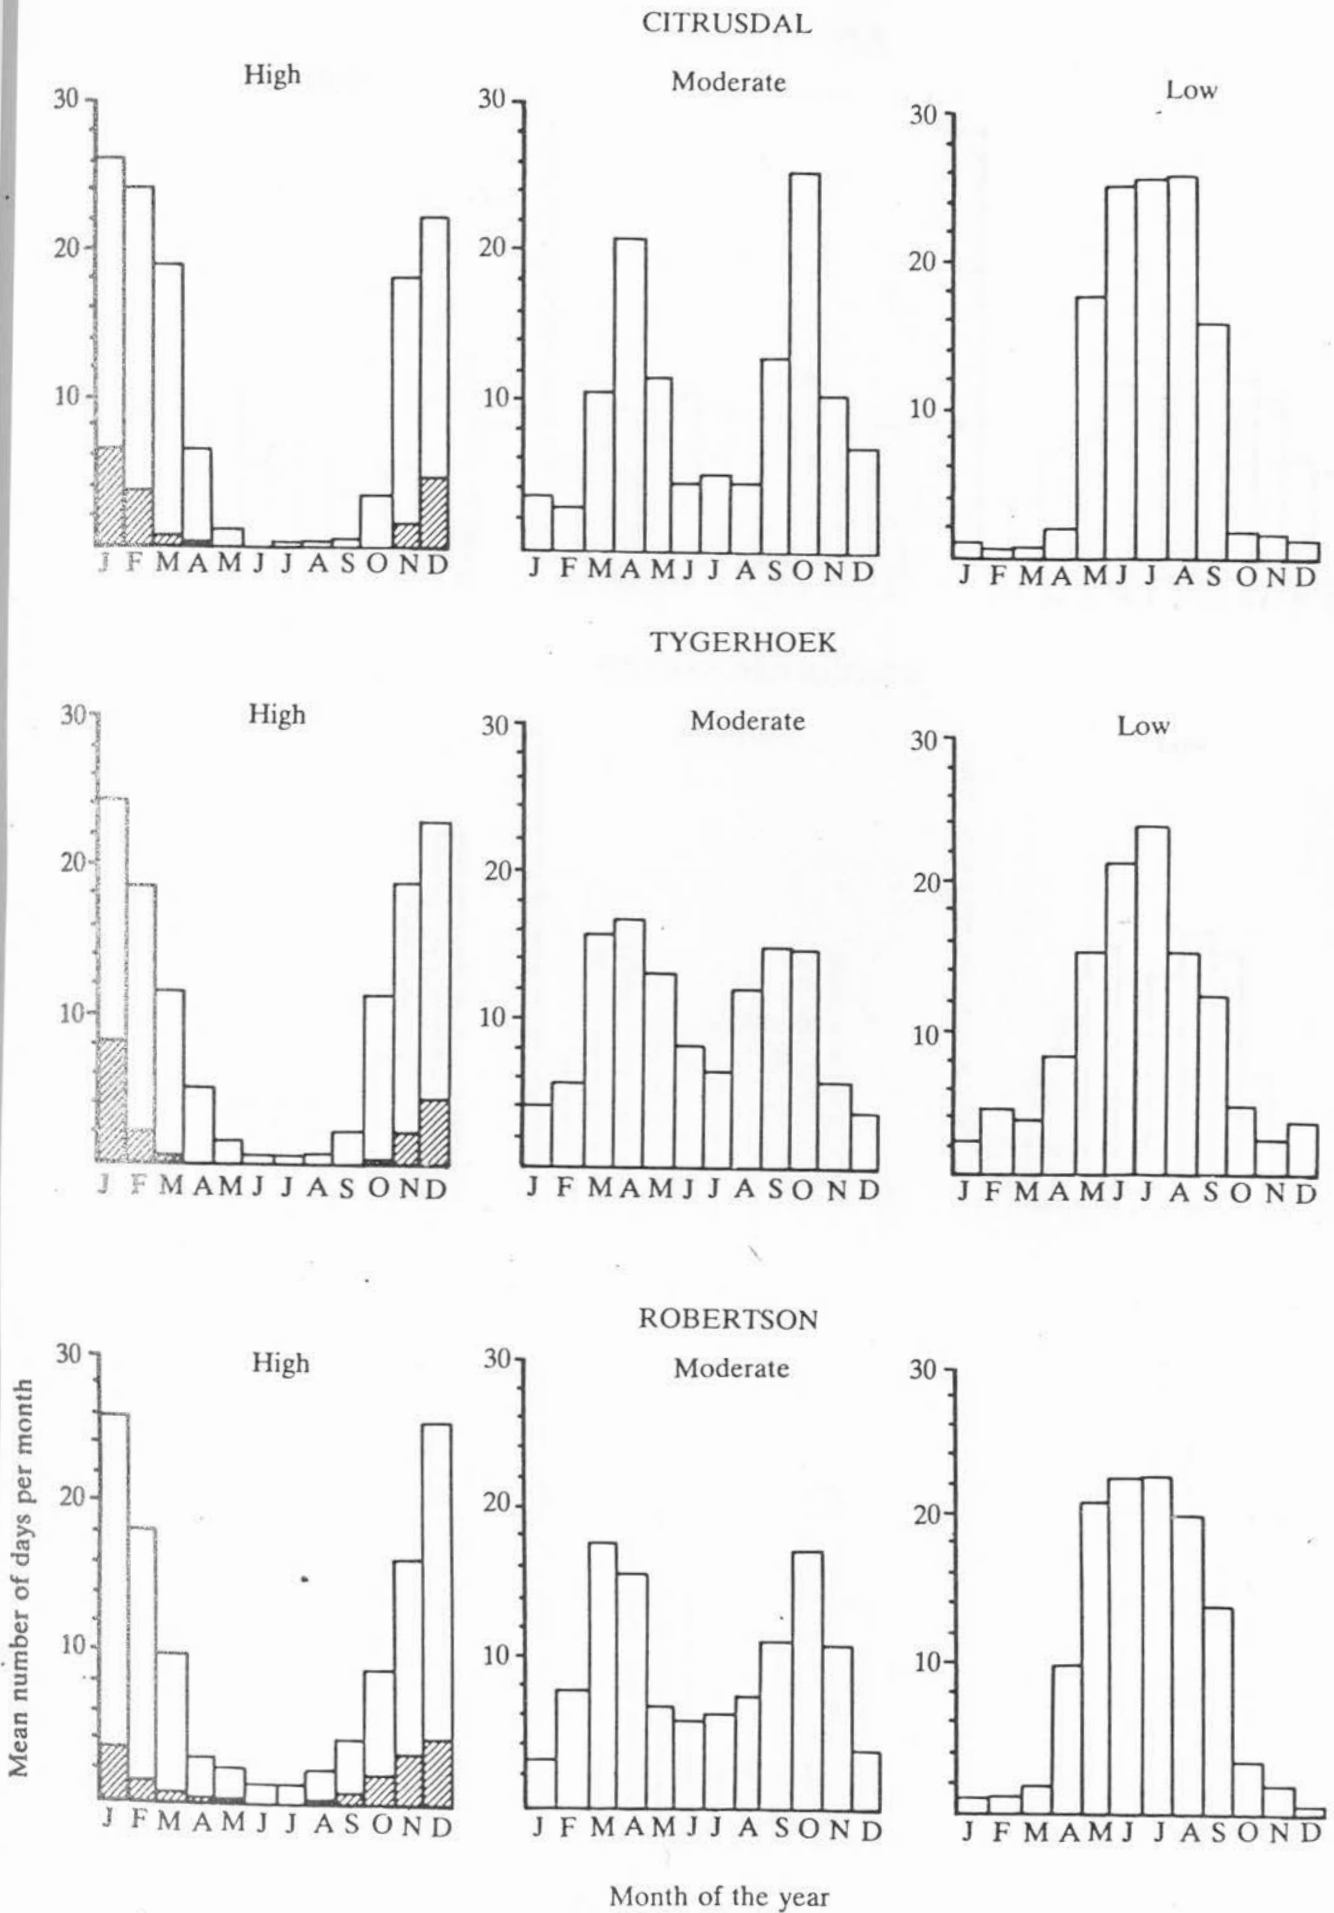 CITRUSDAL
High Moderate Low
30 30 30
20 20 20
10 10 10
J F M A M J J A S O N D J F M A M J J A S O N D J F M A M J J A S O N D
TYGERHOEK
High Moderate Low
30 30 30
20 20 20
10 10 10
J F M A M J J A S O N D J F M A M J J A S O N D J F M A M J J A S O N D
ROBERTSON
High Moderate
30 30 30
20 20 20
10 10 10
J F M A M J J A S O N D J F M A M J J A S O N D J F M A M J J A S O N D
Mean number of days per month
Month of the year